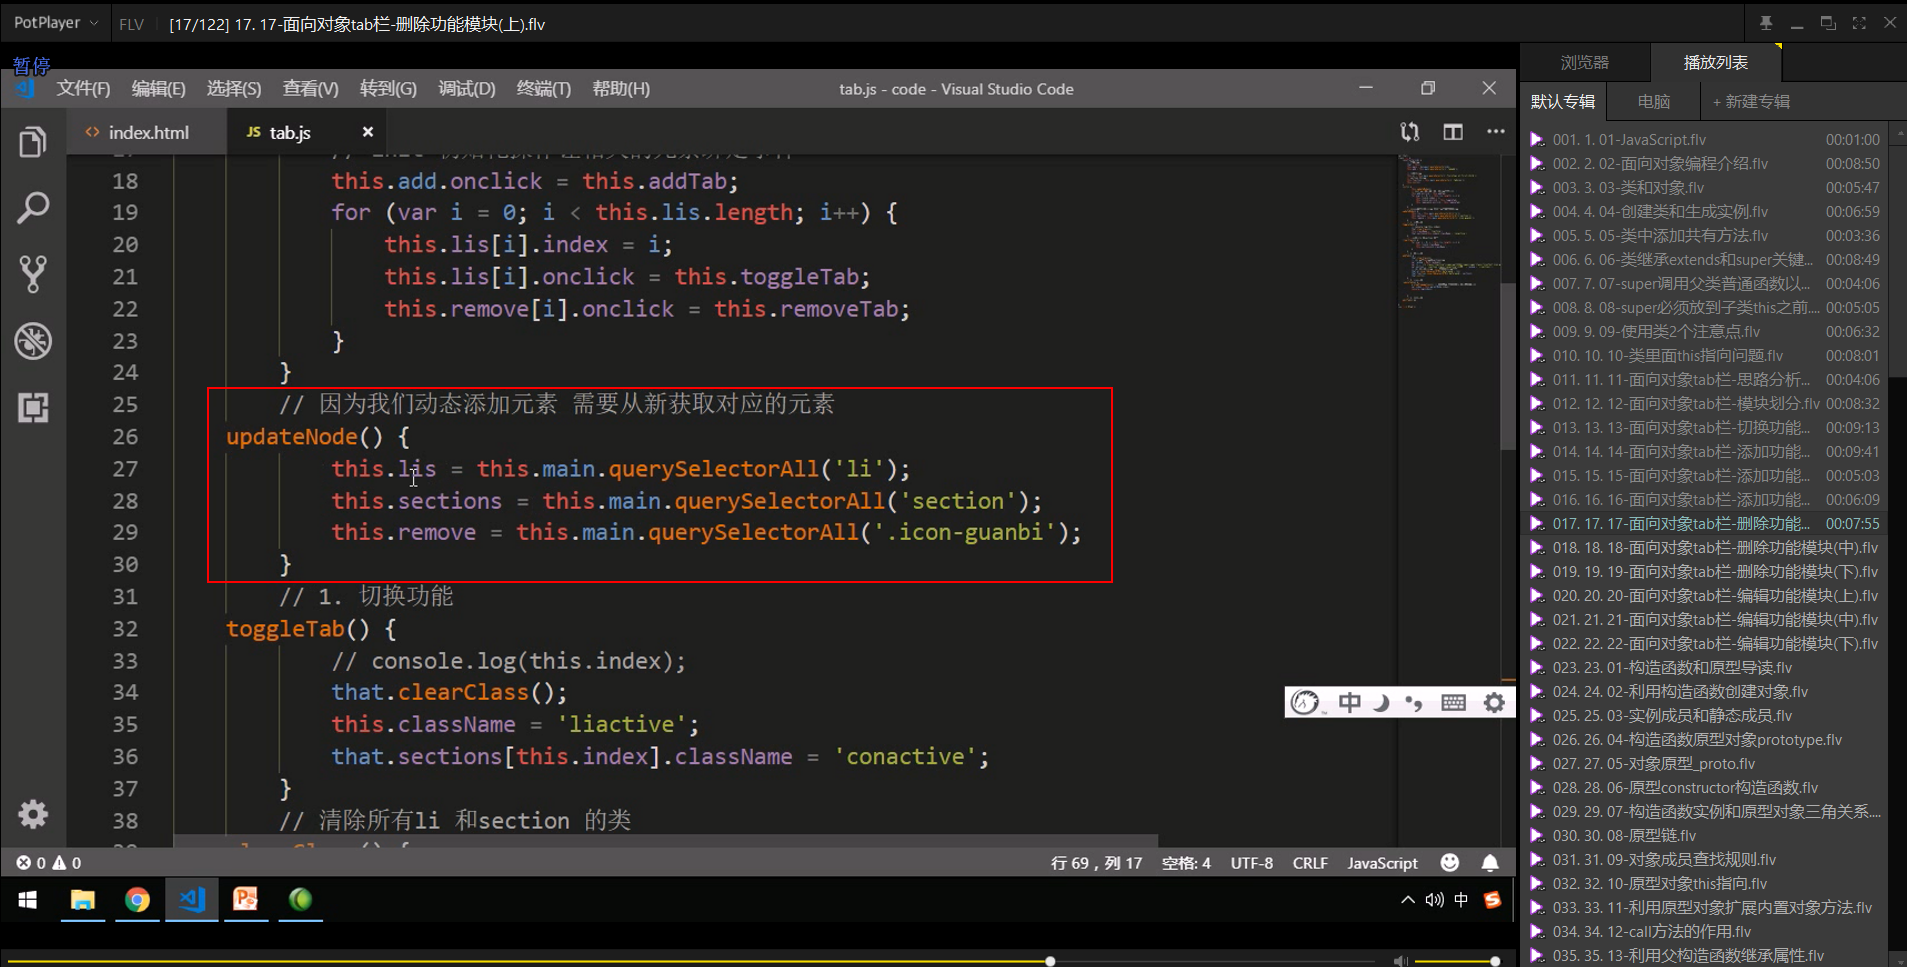 PotPlayer
FLV
[17/122] 17. 17-面向对象tab栏-删除功能模块(上).flv
暂停
文件(F) 编辑(E) 选择(S) 查看(V) 转到(G) 调试(D) 终端(T) 帮助(H)
tab.js - code - Visual Studio Code
index.html
JS tab.js
18 this.add.onclick = this.addTab;
19 for (var i = 0; i < this.lis.length; i++) {
20 this.lis[i].index = i;
21 this.lis[i].onclick = this.toggleTab;
22 this.remove[i].onclick = this.removeTab;
23 }
24 }
25 // 因为我们动态添加元素 需要从新获取对应的元素
26 updateNode() {
27 this.lis = this.main.querySelectorAll('li');
28 this.sections = this.main.querySelectorAll('section');
29 this.remove = this.main.querySelectorAll('.icon-guanbi');
30 }
31 // 1. 切换功能
32 toggleTab() {
33 // console.log(this.index);
34 that.clearClass();
35 this.className = 'liactive';
36 that.sections[this.index].className = 'conactive';
37 }
38 // 清除所有li 和section 的类
0 0
行 69，列 17 空格: 4 UTF-8 CRLF JavaScript
中
中
浏览器 播放列表
默认专辑 电脑 + 新建专辑
001. 1. 01-JavaScript.flv 00:01:00
002. 2. 02-面向对象编程介绍.flv 00:08:50
003. 3. 03-类和对象.flv 00:05:47
004. 4. 04-创建类和生成实例.flv 00:06:59
005. 5. 05-类中添加共有方法.flv 00:03:36
006. 6. 06-类继承extends和super关键... 00:08:49
007. 7. 07-super调用父类普通函数以... 00:04:06
008. 8. 08-super必须放到子类this之前.... 00:05:05
009. 9. 09-使用类2个注意点.flv 00:06:32
010. 10. 10-类里面this指向问题.flv 00:08:01
011. 11. 11-面向对象tab栏-思路分析... 00:04:06
012. 12. 12-面向对象tab栏-模块划分.flv 00:08:32
013. 13. 13-面向对象tab栏-切换功能... 00:09:13
014. 14. 14-面向对象tab栏-添加功能... 00:09:41
015. 15. 15-面向对象tab栏-添加功能... 00:05:03
016. 16. 16-面向对象tab栏-添加功能... 00:06:09
017. 17. 17-面向对象tab栏-删除功能... 00:07:55
018. 18. 18-面向对象tab栏-删除功能模块(中).flv
019. 19. 19-面向对象tab栏-删除功能模块(下).flv
020. 20. 20-面向对象tab栏-编辑功能模块(上).flv
021. 21. 21-面向对象tab栏-编辑功能模块(中).flv
022. 22. 22-面向对象tab栏-编辑功能模块(下).flv
023. 23. 01-构造函数和原型导读.flv
024. 24. 02-利用构造函数创建对象.flv
025. 25. 03-实例成员和静态成员.flv
026. 26. 04-构造函数原型对象prototype.flv
027. 27. 05-对象原型_proto.flv
028. 28. 06-原型constructor构造函数.flv
029. 29. 07-构造函数实例和原型对象三角关系....
030. 30. 08-原型链.flv
031. 31. 09-对象成员查找规则.flv
032. 32. 10-原型对象this指向.flv
033. 33. 11-利用原型对象扩展内置对象方法.flv
034. 34. 12-call方法的作用.flv
035. 35. 13-利用父构造函数继承属性.flv